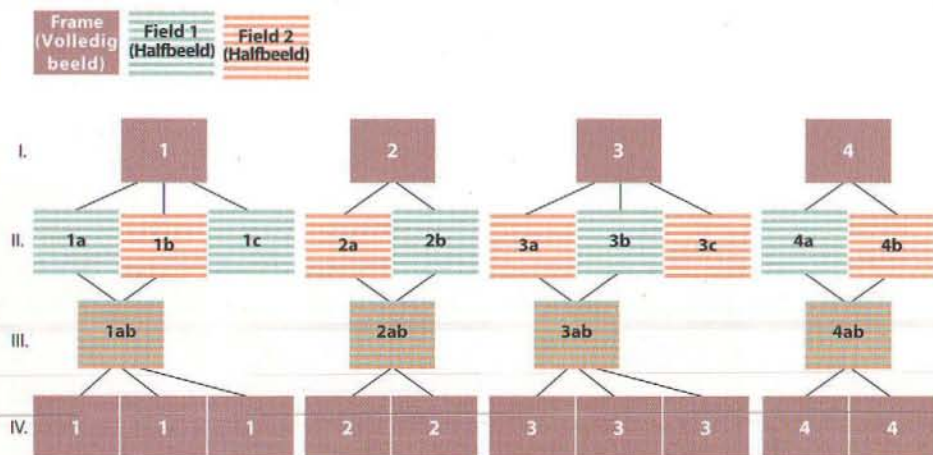 Frame
(Volledig
beeld)
Field 1
(Halfbeeld)
Field 2
(Halfbeeld)
I.
1
2
3
4
II.
1a
1b
1c
2a
2b
3a
3b
3c
4a
4b
III.
1ab
2ab
3ab
4ab
IV.
1
1
1
2
2
3
3
3
4
4